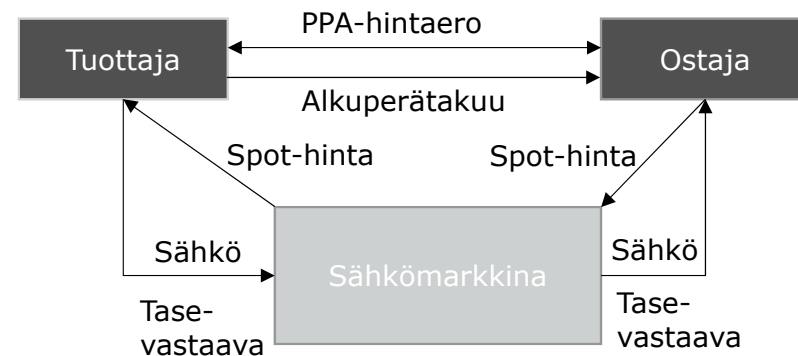 PPA-hintaero
Tuottaja
Ostaja
Alkuperätakuu
Spot-hinta
Spot-hinta
Sähkö
Sähkömarkkina
Sähkö
Tase-
vastaava
Tase-
vastaava